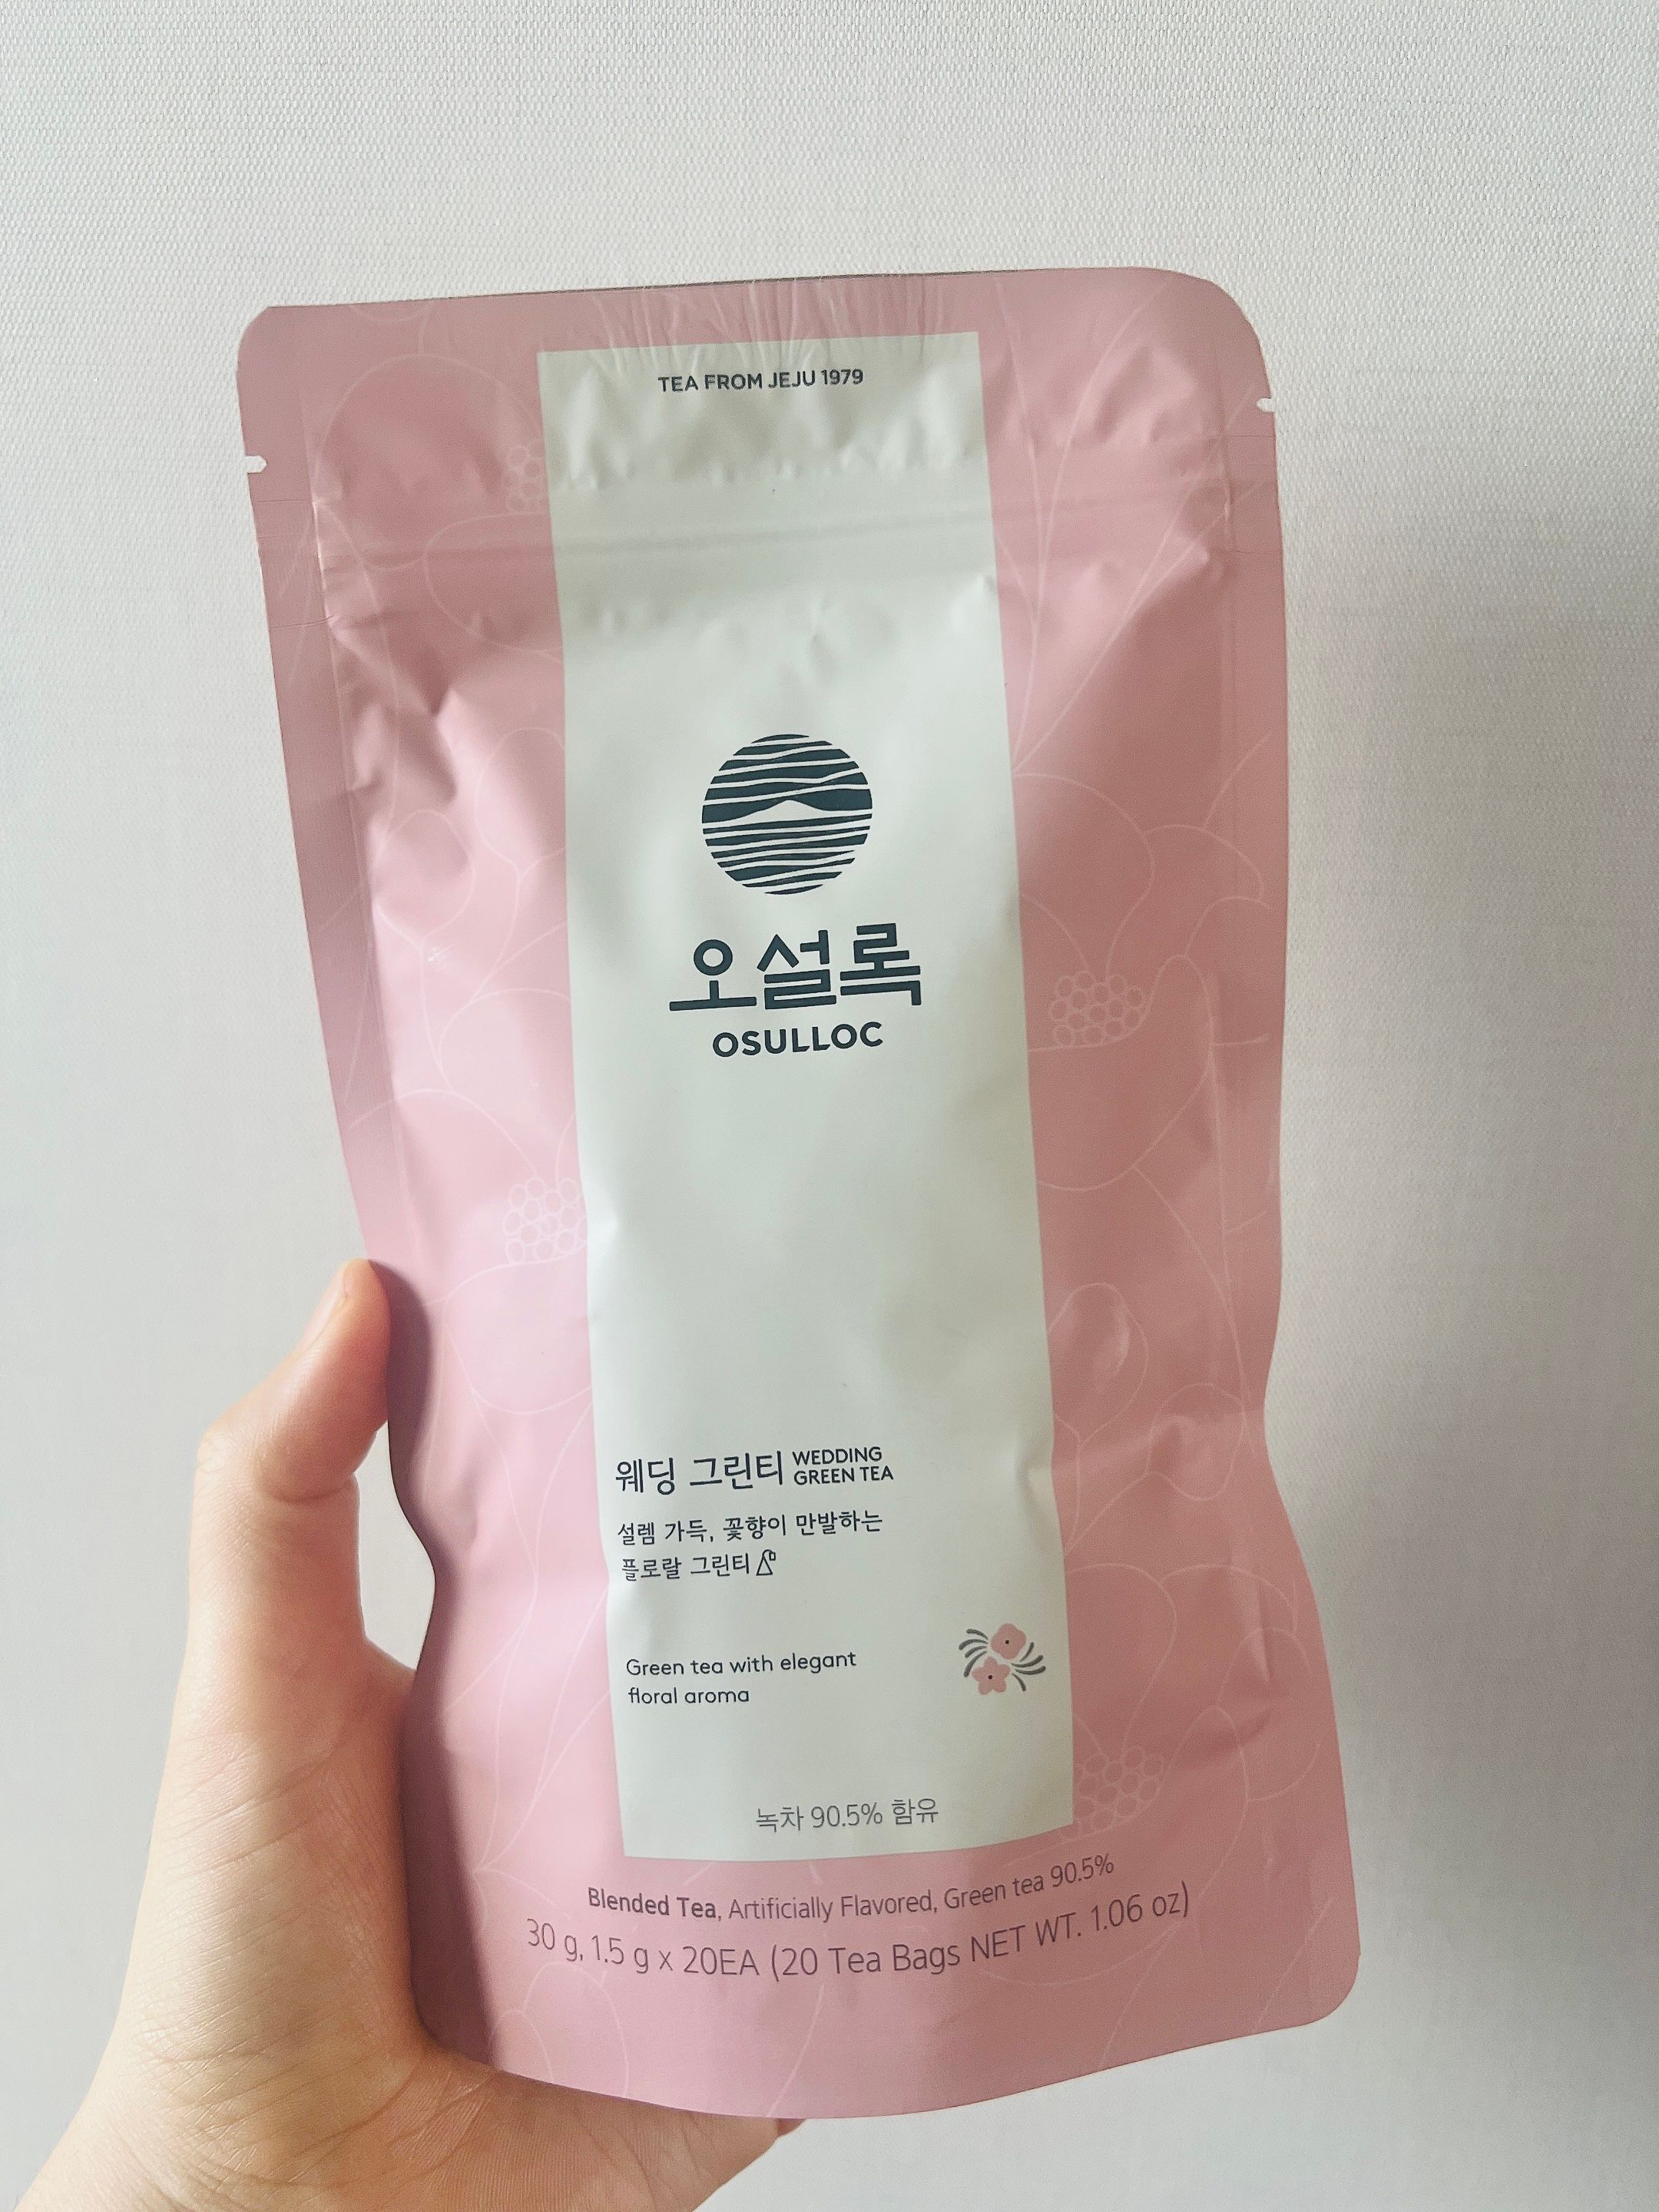 TEA FROM JEJU 1979
오설록
OSULLOC
웨딩 그린티 WEDDING
GREEN TEA
설렘 가득, 꽃향이 만발하는
플로랄 그린티
Green tea with elegant
floral aroma
녹차 90.5% 함유
Blended Tea, Artificially Flavored, Green tea 90.5%
30 g, 1.5 g x 20EA (20 Tea Bags NET WT. 1.06 oz)